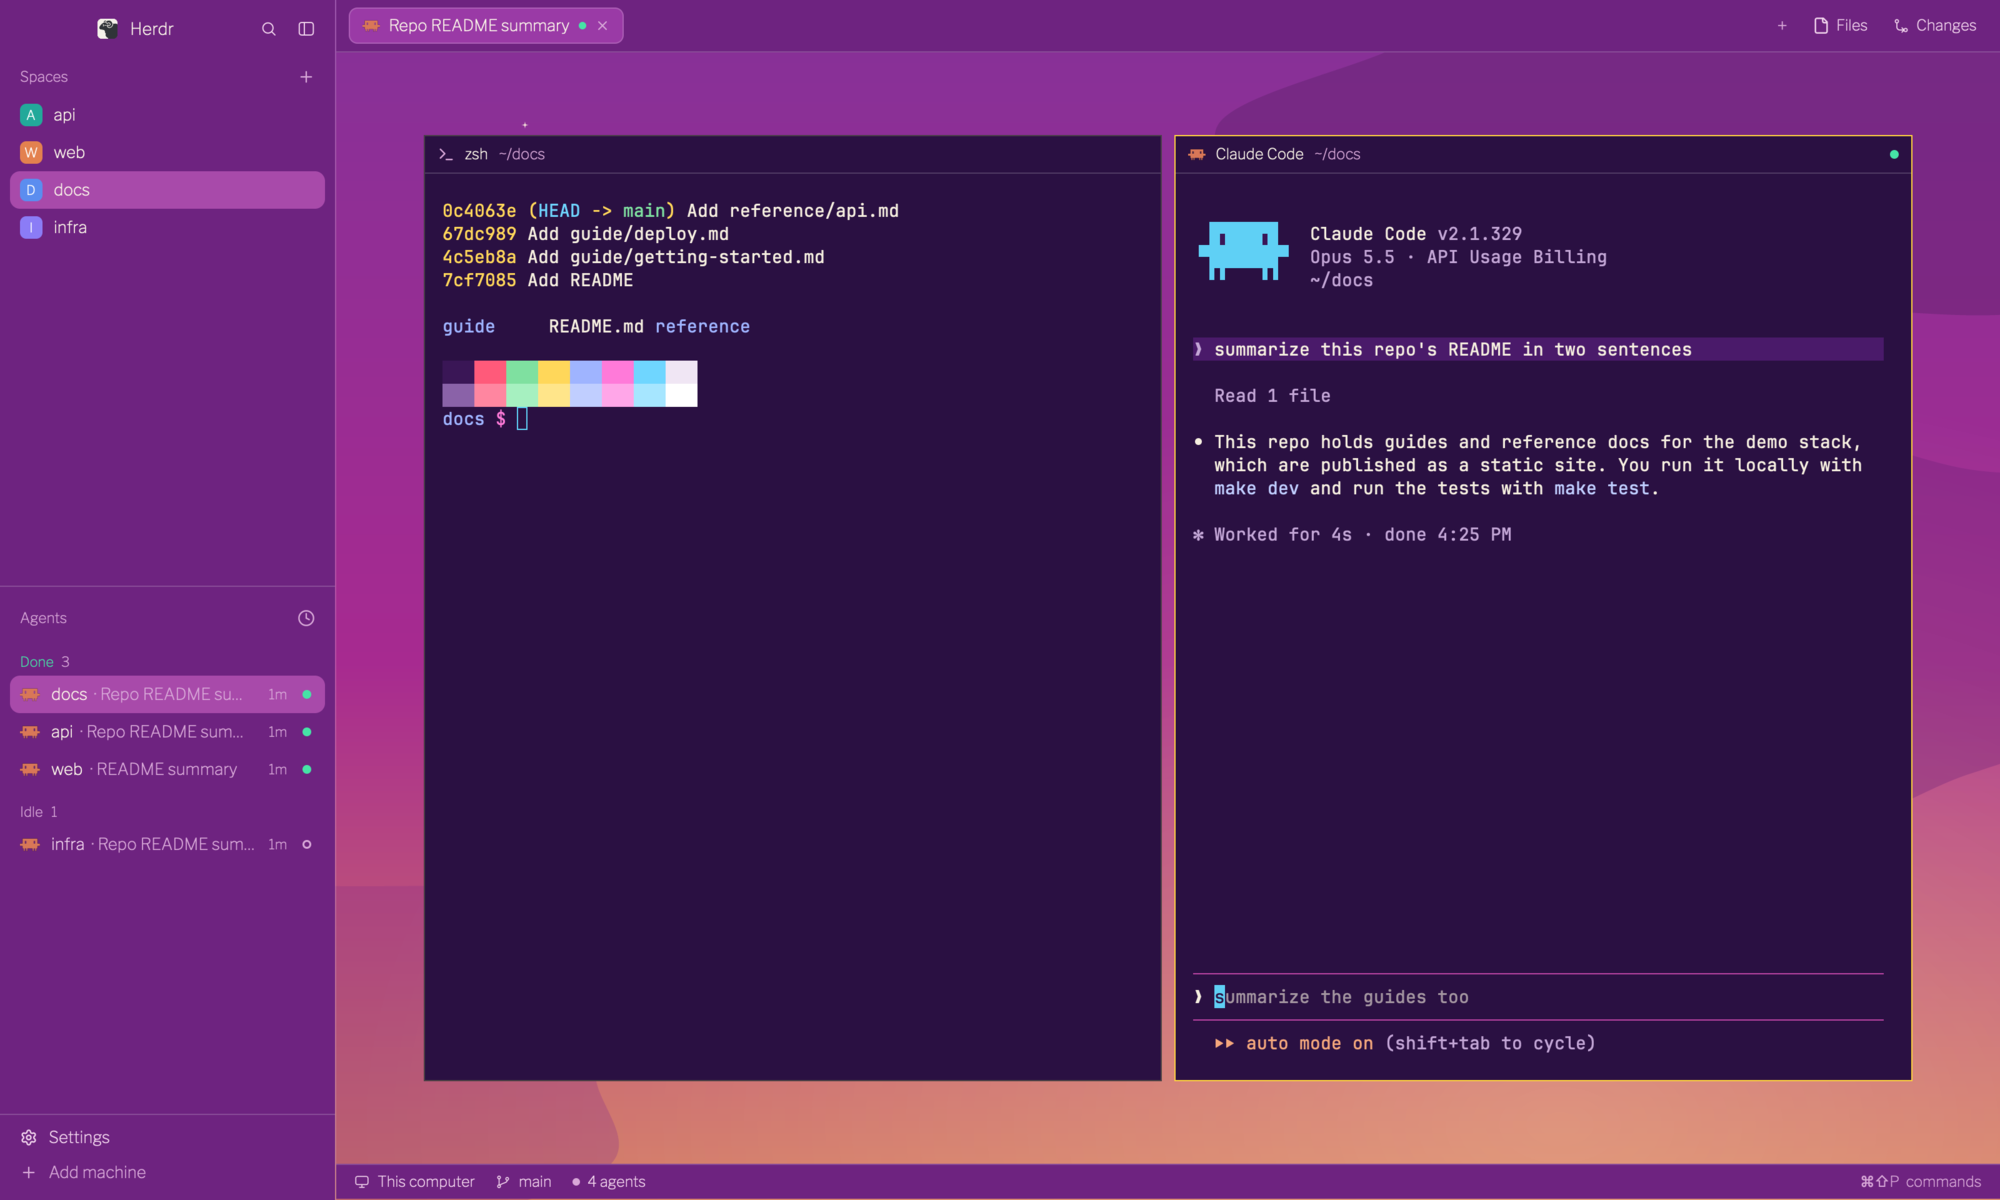 Herdr
Spaces
A api
W web
D docs
I infra
Agents
Done 3
docs · Repo README su... 1m
api · Repo README sum... 1m
web · README summary 1m
Idle 1
infra · Repo README sum... 1m
Settings
+ Add machine
Repo README summary
+ Files Changes
zsh ~/docs
0c4063e (HEAD -> main) Add reference/api.md
67dc989 Add guide/deploy.md
4c5eb8a Add guide/getting-started.md
7cf7085 Add README
guide README.md reference
docs $
Claude Code ~/docs
Claude Code v2.1.329
Opus 5.5 · API Usage Billing
~/docs
❯ summarize this repo's README in two sentences
Read 1 file
● This repo holds guides and reference docs for the demo stack,
which are published as a static site. You run it locally with
make dev and run the tests with make test.
✻ Worked for 4s · done 4:25 PM
❯ summarize the guides too
⏵⏵ auto mode on (shift+tab to cycle)
This computer main 4 agents
⌘⇧P commands